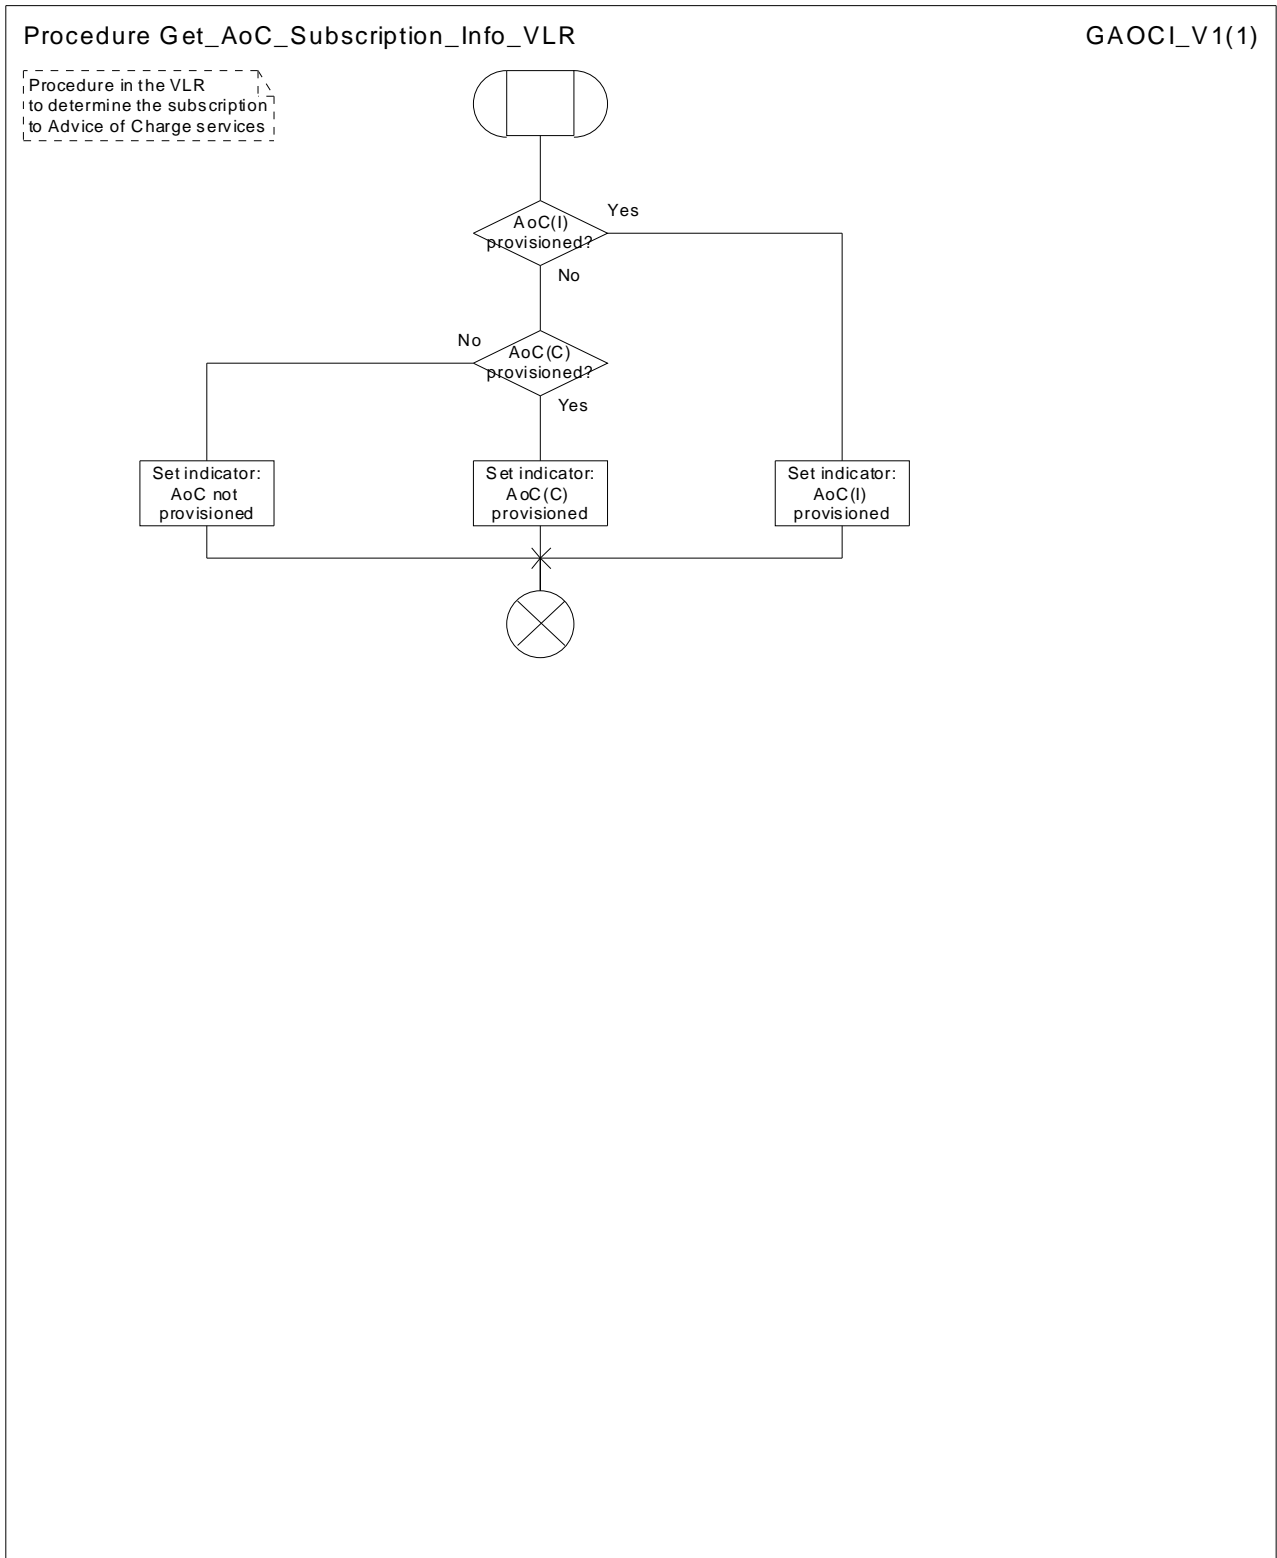 Procedure Get_AoC_Subscription_Info_VLR
GAOCI_V1(1)
Procedure in the VLR
to determine the subscription
to Advice of Charge services
AoC(I)
provisioned?
Yes
No
No
AoC(C)
provisioned?
Yes
Set indicator:
AoC not
provisioned
Set indicator:
AoC(C)
provisioned
Set indicator:
AoC(I)
provisioned